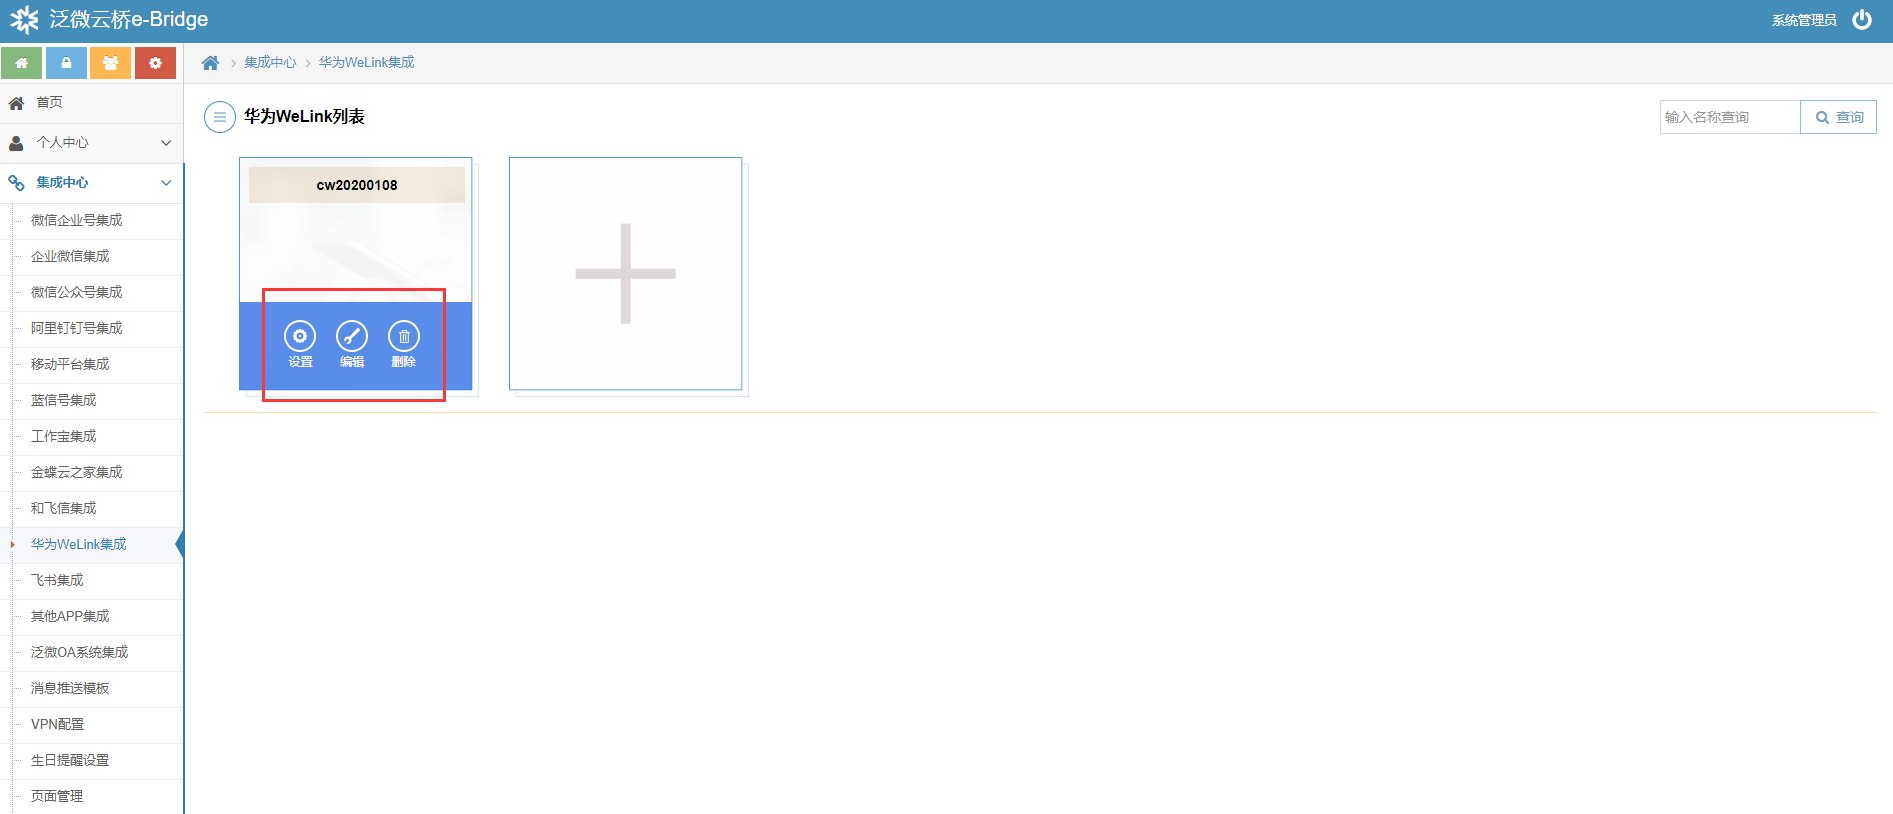 泛微云桥e-Bridge
系统管理员
集成中心
华为WeLink集成
首页
个人中心
集成中心
微信企业号集成
企业微信集成
微信公众号集成
阿里钉钉号集成
移动平台集成
蓝信号集成
工作宝集成
金蝶云之家集成
和飞信集成
华为WeLink集成
飞书集成
其他APP集成
泛微OA系统集成
消息推送模板
VPN配置
生日提醒设置
页面管理
华为WeLink列表
输入名称查询
查询
cw20200108
设置
编辑
删除